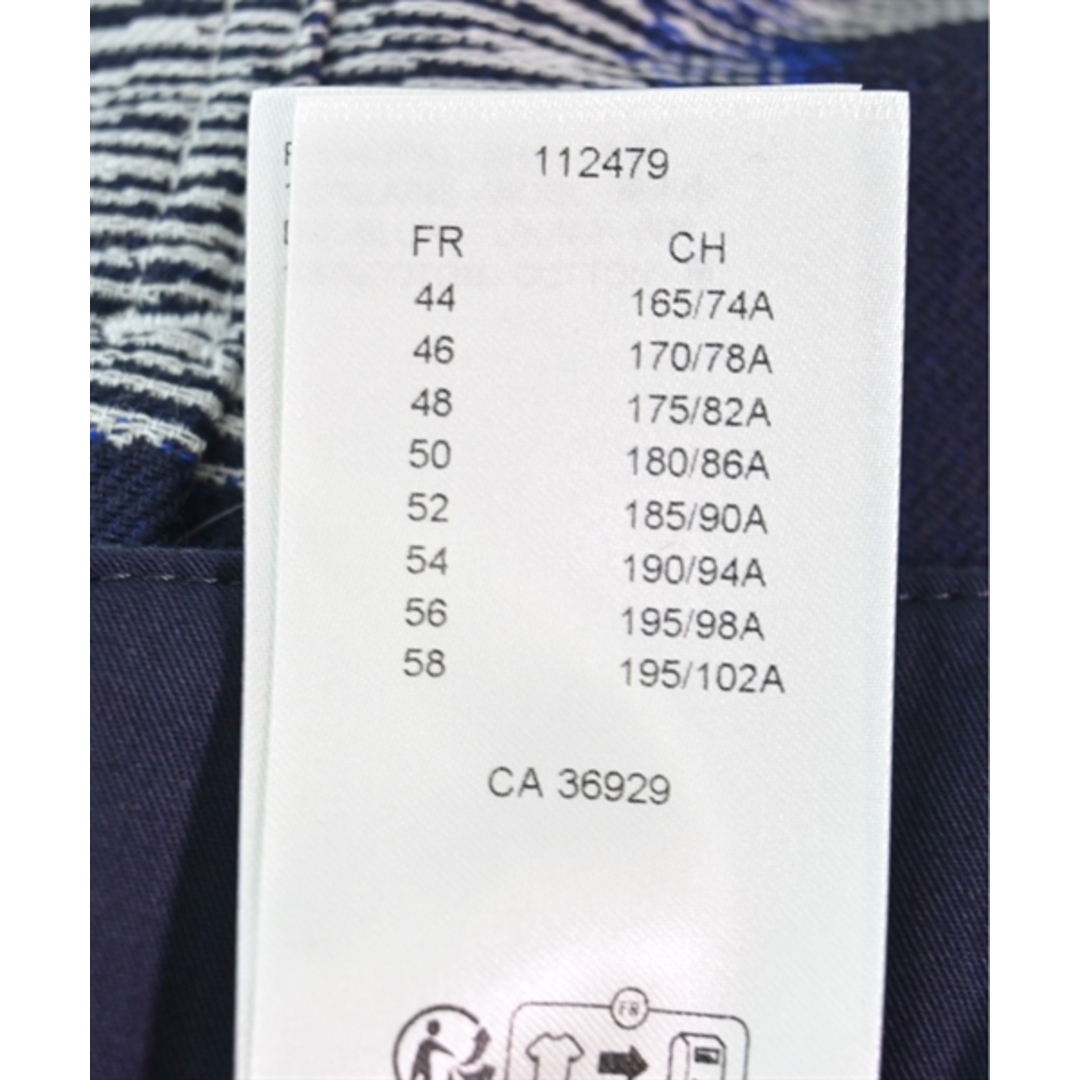 112479
FR CH
44 165/74A
46 170/78A
48 175/82A
50 180/86A
52 185/90A
54 190/94A
56 195/98A
58 195/102A
CA 36929
FR